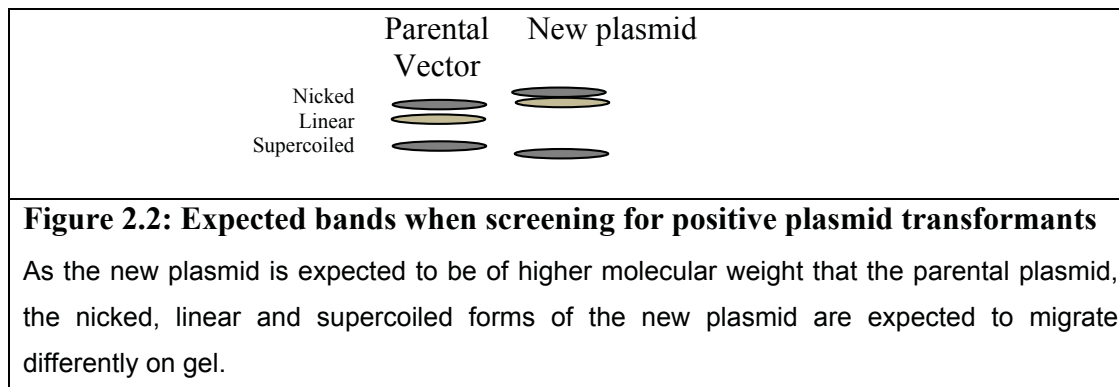 Parental New plasmid
Vector
Nicked
Linear
Supercoiled
Figure 2.2: Expected bands when screening for positive plasmid transformants
As the new plasmid is expected to be of higher molecular weight that the parental plasmid,
the nicked, linear and supercoiled forms of the new plasmid are expected to migrate
differently on gel.